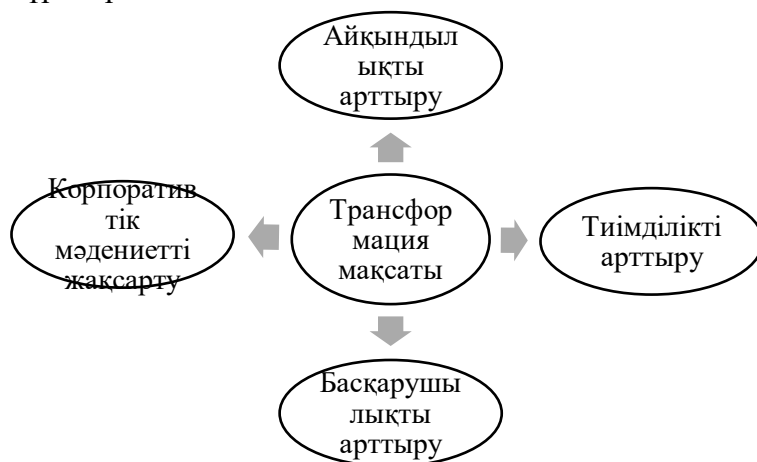 Айқындыл
ықты
арттыру
Корпоратив
тік
мәдениетті
жақсарту
Трансфор
мация
мақсаты
Тиімділікті
арттыру
Басқарушы
лықты
арттыру